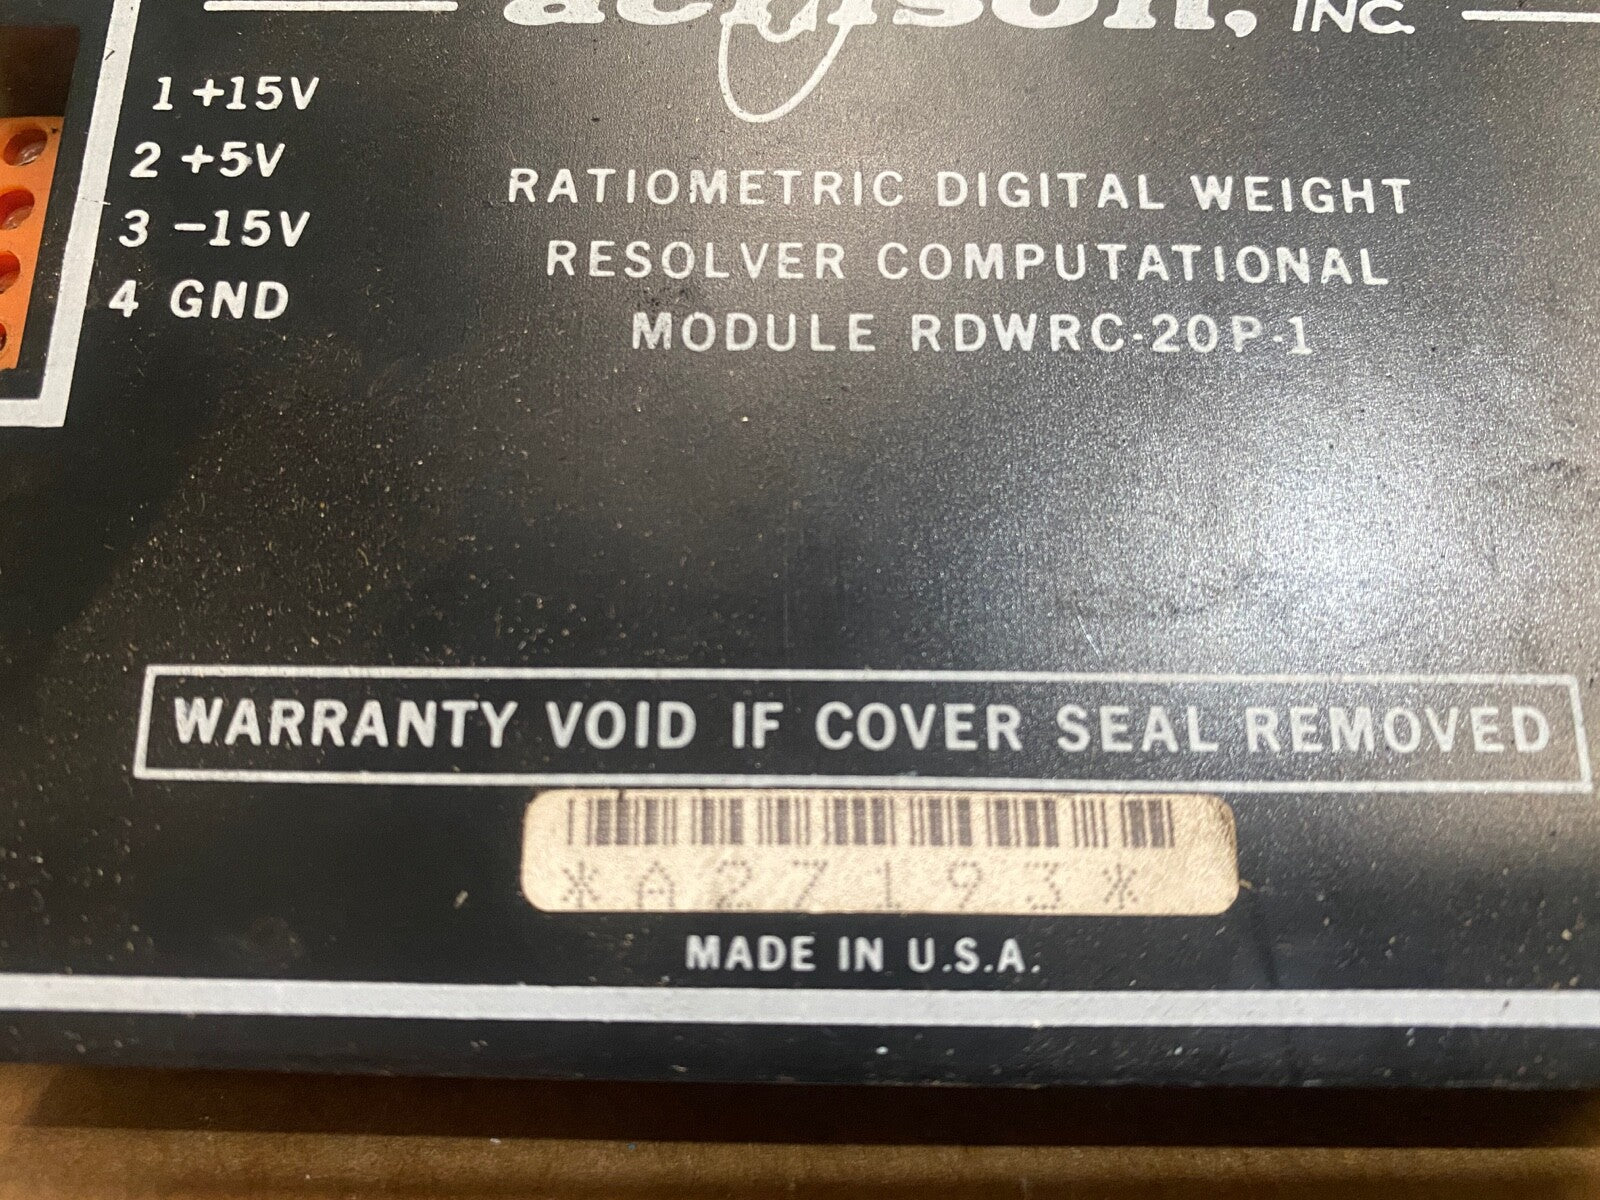 acrison, INC.
1 +15V
2 +5V
3 -15V
4 GND
RATIOMETRIC DIGITAL WEIGHT
RESOLVER COMPUTATIONAL
MODULE RDWRC-20P-1
WARRANTY VOID IF COVER SEAL REMOVED
*A27193*
MADE IN U.S.A.